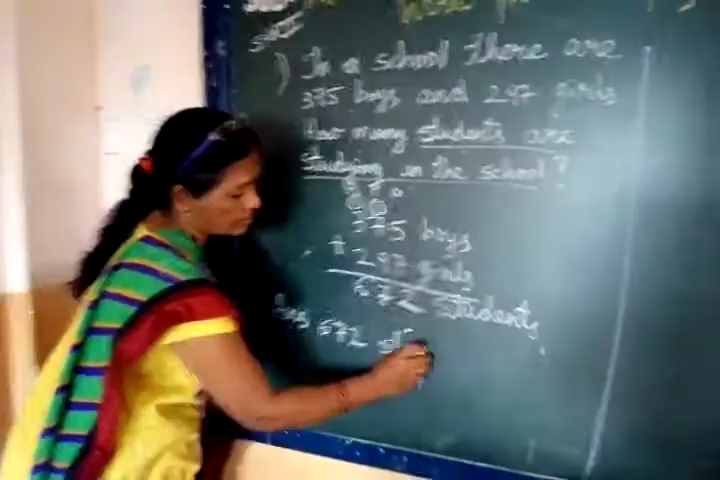 1) In a school there are
375 boys and 297 girls
How many students are
studying in the school?
375 boys
+ 297 girls
672 students
Ans 672 st